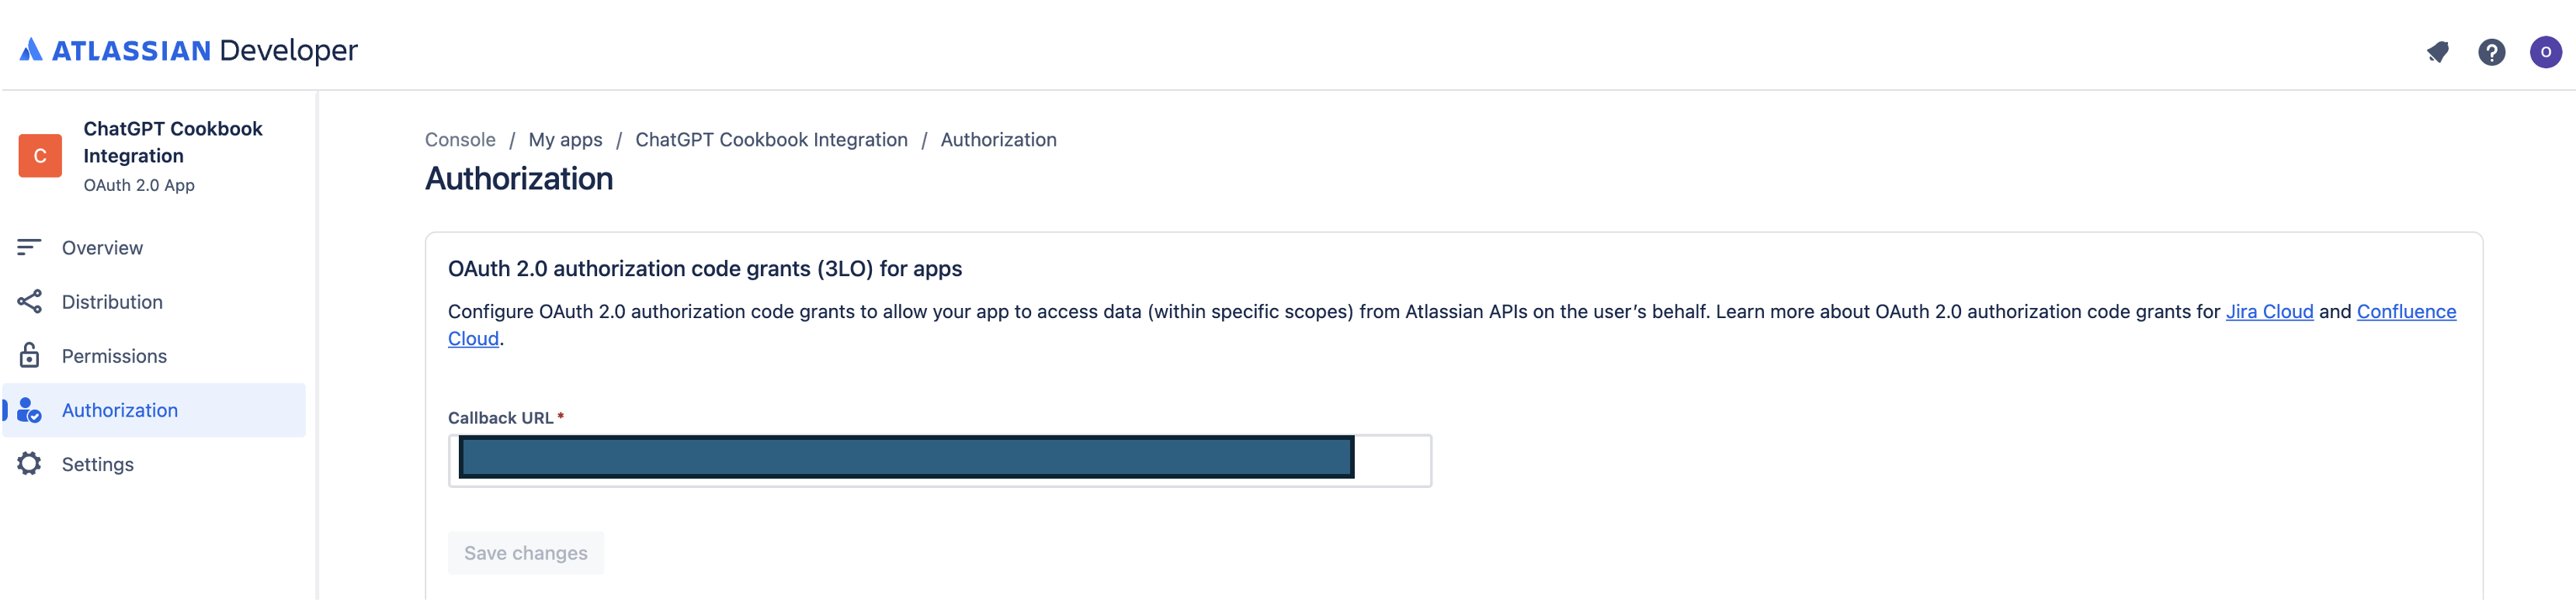 ATLASSIAN Developer
O
C
ChatGPT Cookbook
Integration
OAuth 2.0 App
Overview
Distribution
Permissions
Authorization
Settings
Console / My apps / ChatGPT Cookbook Integration / Authorization
Authorization
OAuth 2.0 authorization code grants (3LO) for apps
Configure OAuth 2.0 authorization code grants to allow your app to access data (within specific scopes) from Atlassian APIs on the user’s behalf. Learn more about OAuth 2.0 authorization code grants for Jira Cloud and Confluence
Cloud.
Callback URL *
Save changes